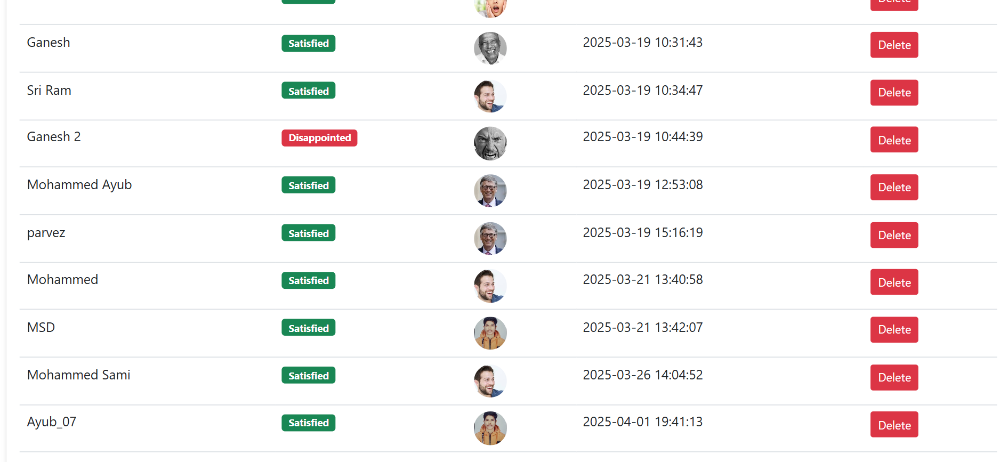 Delete
Ganesh Satisfied 2025-03-19 10:31:43 Delete
Sri Ram Satisfied 2025-03-19 10:34:47 Delete
Ganesh 2 Disappointed 2025-03-19 10:44:39 Delete
Mohammed Ayub Satisfied 2025-03-19 12:53:08 Delete
parvez Satisfied 2025-03-19 15:16:19 Delete
Mohammed Satisfied 2025-03-21 13:40:58 Delete
MSD Satisfied 2025-03-21 13:42:07 Delete
Mohammed Sami Satisfied 2025-03-26 14:04:52 Delete
Ayub_07 Satisfied 2025-04-01 19:41:13 Delete